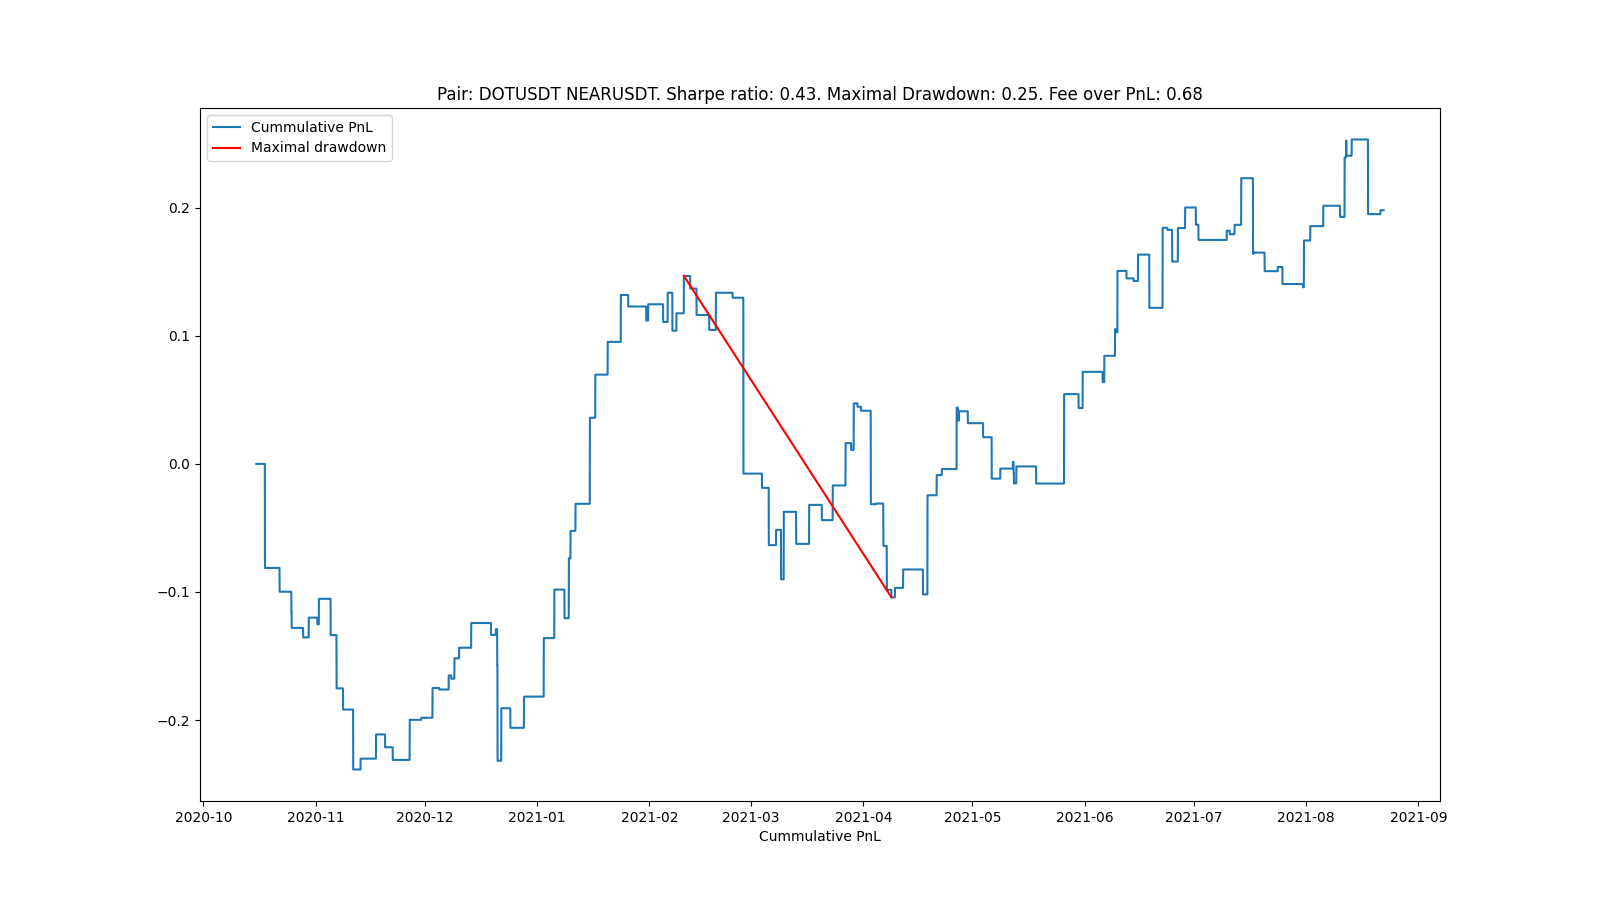 Pair: DOTUSDT NEARUSDT. Sharpe ratio: 0.43. Maximal Drawdown: 0.25. Fee over PnL: 0.68
Cummulative PnL
Maximal drawdown
0.2
0.1
0.0
−0.1
−0.2
2020-10 2020-11 2020-12 2021-01 2021-02 2021-03 2021-04 2021-05 2021-06 2021-07 2021-08 2021-09
Cummulative PnL